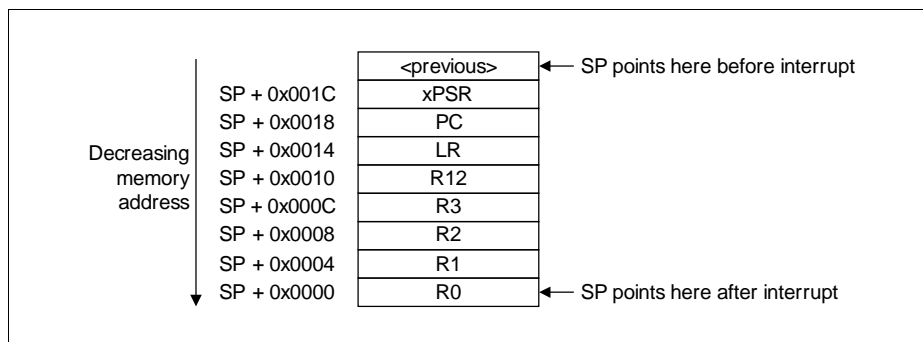 <previous> SP points here before interrupt
SP + 0x001C xPSR
SP + 0x0018 PC
SP + 0x0014 LR
Decreasing
memory
address
SP + 0x0010 R12
SP + 0x000C R3
SP + 0x0008 R2
SP + 0x0004 R1
SP + 0x0000 R0 SP points here after interrupt